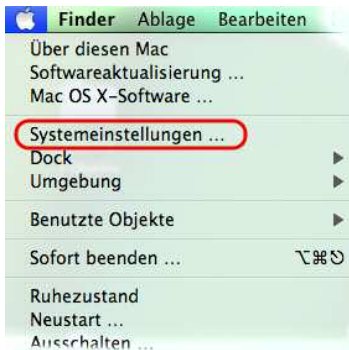 Finder Ablage Bearbeiten
Über diesen Mac
Softwareaktualisierung ...
Mac OS X-Software ...
Systemeinstellungen ...
Dock
Umgebung
Benutzte Objekte
Sofort beenden ... ⌥⌘⎋
Ruhezustand
Neustart ...
Ausschalten ...